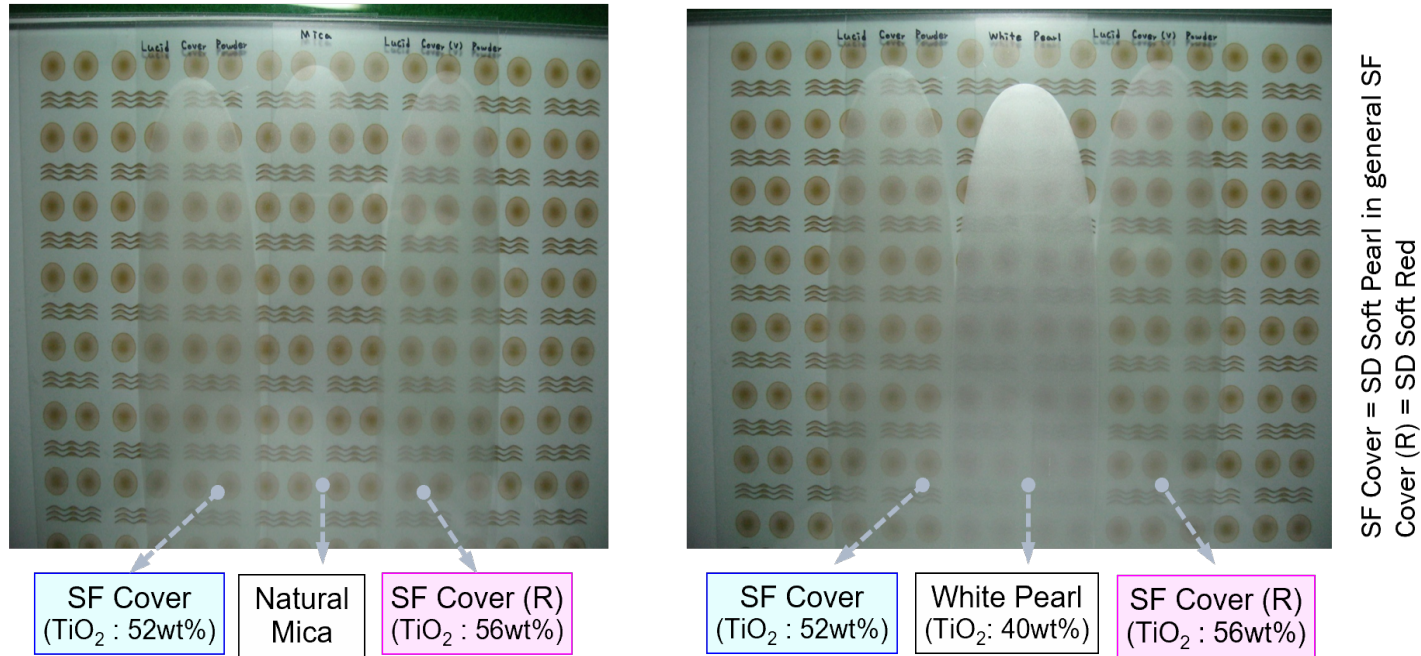 Lucid Cover Powder
Mica
Lucid Cover (V) Powder
Lucid Cover Powder
White Pearl
Lucid Cover (V) Powder
SF Cover
(TiO₂ : 52wt%)
Natural
Mica
SF Cover (R)
(TiO₂ : 56wt%)
SF Cover
(TiO₂ : 52wt%)
White Pearl
(TiO₂: 40wt%)
SF Cover (R)
(TiO₂ : 56wt%)
SF Cover = SD Soft Pearl in general SF
Cover (R) = SD Soft Red